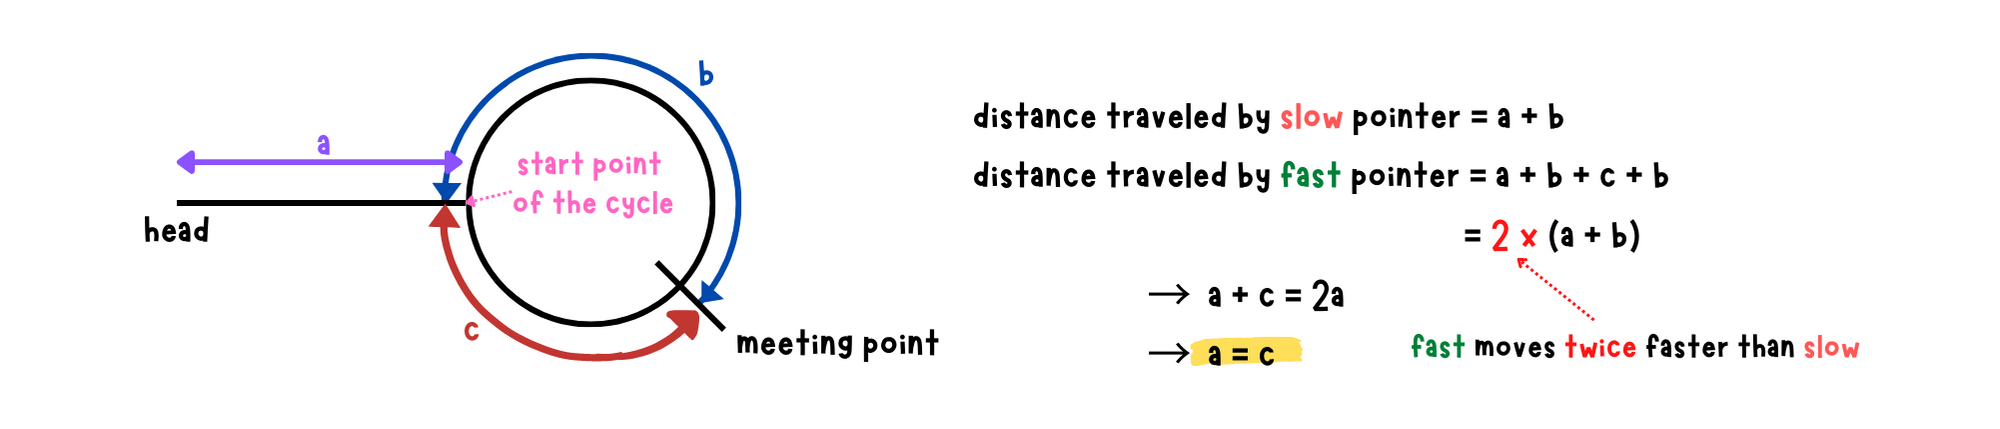 a
b
start point
of the cycle
head
c
meeting point
distance traveled by slow pointer = a + b
distance traveled by fast pointer = a + b + c + b
= 2 x (a + b)
→ a + c = 2a
→ a = c
fast moves twice faster than slow